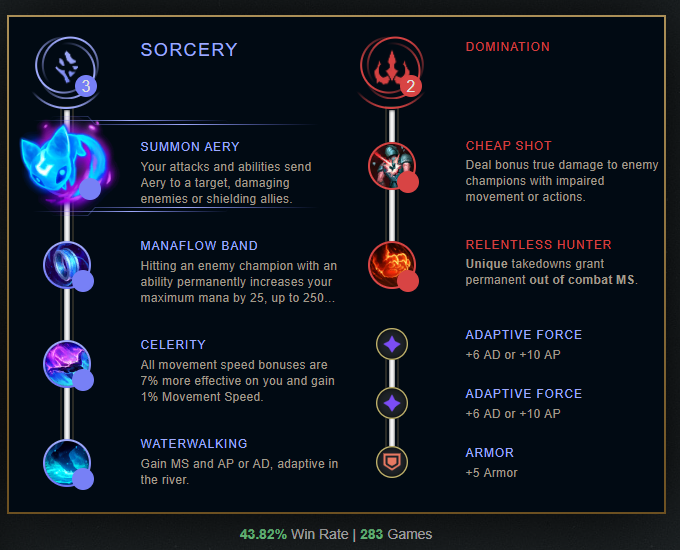 SORCERY
3
SUMMON AERY
Your attacks and abilities send
Aery to a target, damaging
enemies or shielding allies.
MANAFLOW BAND
Hitting an enemy champion with an
ability permanently increases your
maximum mana by 25, up to 250...
CELERITY
All movement speed bonuses are
7% more effective on you and gain
1% Movement Speed.
WATERWALKING
Gain MS and AP or AD, adaptive in
the river.
DOMINATION
2
CHEAP SHOT
Deal bonus true damage to enemy
champions with impaired
movement or actions.
RELENTLESS HUNTER
Unique takedowns grant
permanent out of combat MS.
ADAPTIVE FORCE
+6 AD or +10 AP
ADAPTIVE FORCE
+6 AD or +10 AP
ARMOR
+5 Armor
43.82% Win Rate | 283 Games